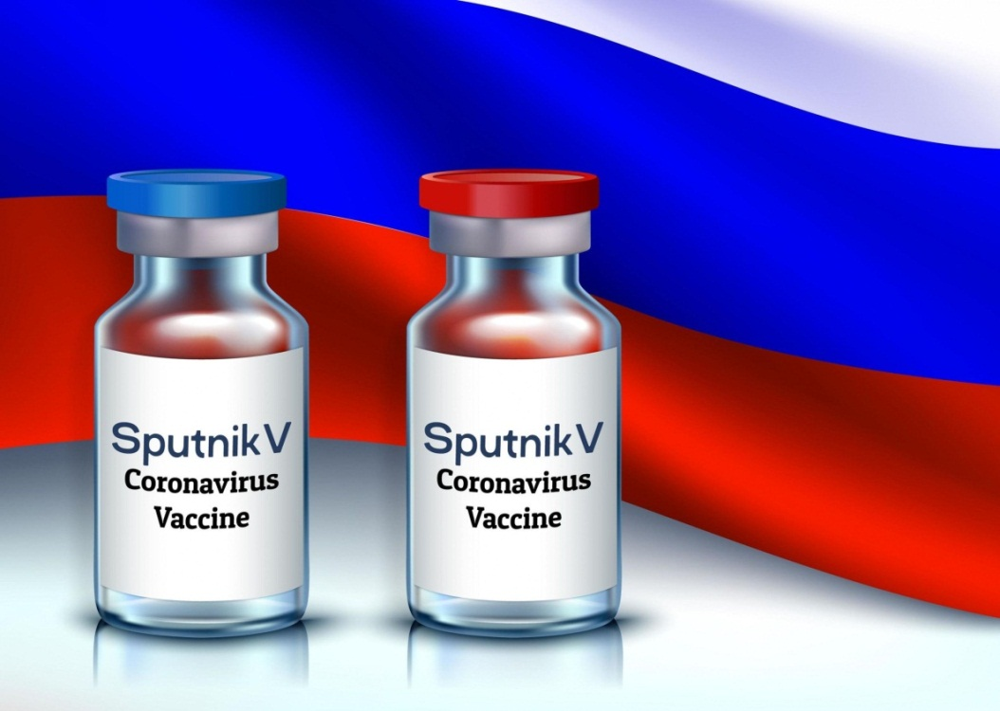 Sputnik V
Coronavirus
Vaccine
Sputnik V
Coronavirus
Vaccine